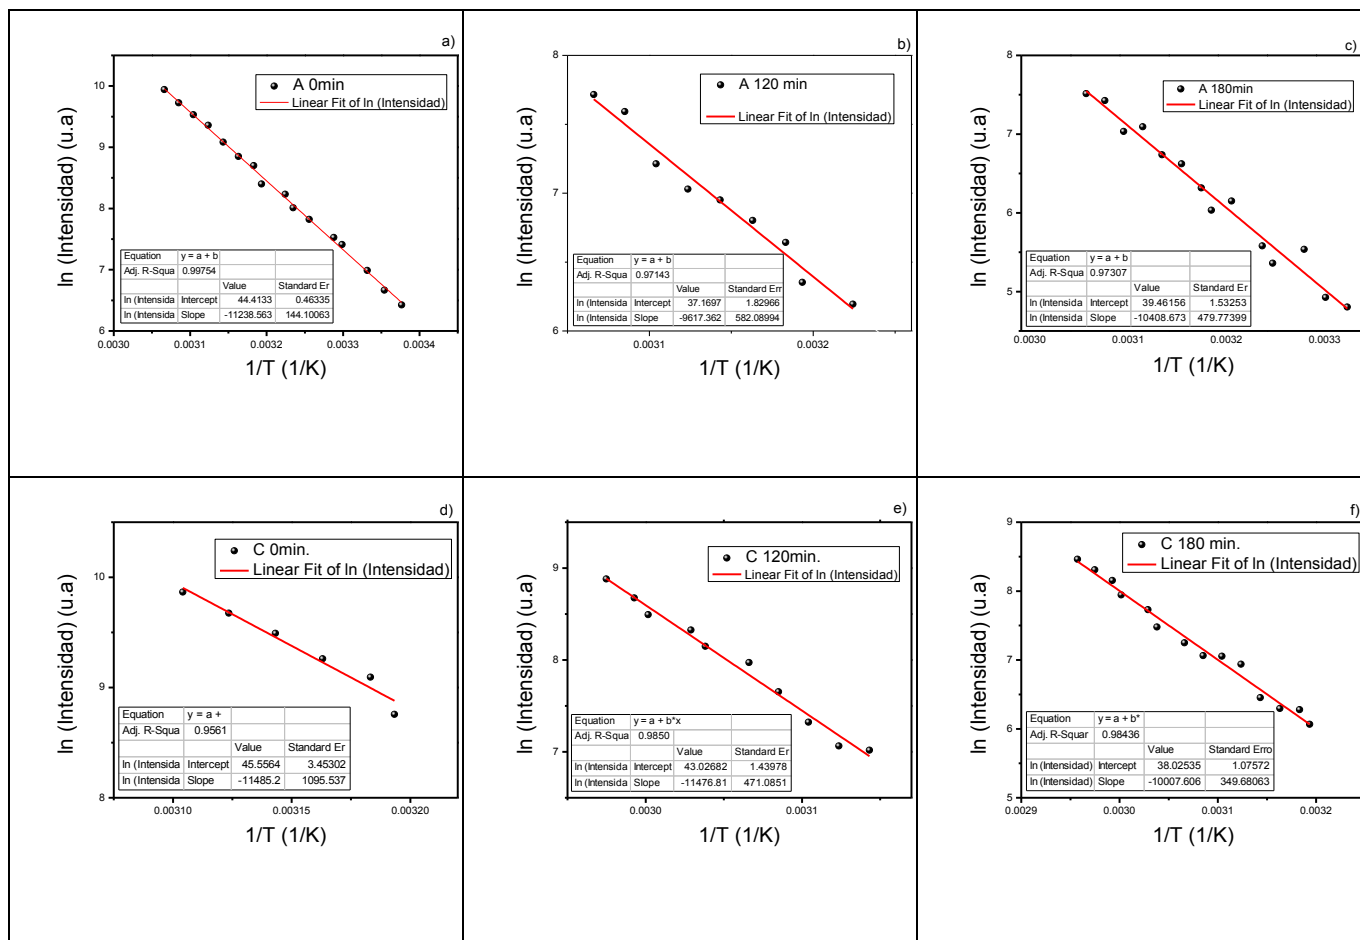 a)
A 0min
Linear Fit of ln (Intensidad)
ln (Intensidad) (u.a)
10
9
8
7
6
Equation y = a + b
Adj. R-Squa 0.99754
Value Standard Er
ln (Intensida Intercept 44.4133 0.46335
ln (Intensida Slope -11238.563 144.10063
0.0030 0.0031 0.0032 0.0033 0.0034
1/T (1/K)
b)
A 120 min
Linear Fit of ln (Intensidad)
ln (Intensidad) (u.a)
8
7
6
Equation y = a + b
Adj. R-Squa 0.97143
Value Standard Er
ln (Intensida Intercept 37.1697 1.82966
ln (Intensida Slope -9617.362 582.08994
0.0031 0.0032
1/T (1/K)
c)
A 180min
Linear Fit of ln (Intensidad)
ln (Intensidad) (u.a)
8
7
6
5
Equation y = a + b
Adj. R-Squa 0.97307
Value Standard Er
ln (Intensida Intercept 39.46156 1.53253
ln (Intensida Slope -10408.673 479.77399
0.0030 0.0031 0.0032 0.0033
1/T (1/K)
d)
C 0min.
Linear Fit of ln (Intensidad)
ln (Intensidad) (u.a)
10
9
8
Equation y = a +
Adj. R-Squa 0.9561
Value Standard Er
ln (Intensida Intercept 45.5564 3.45302
ln (Intensida Slope -11485.2 1095.537
0.00310 0.00315 0.00320
1/T (1/K)
e)
C 120min.
Linear Fit of ln (Intensidad)
ln (Intensidad) (u.a)
9
8
7
Equation y = a + b*x
Adj. R-Squa 0.9850
Value Standard Er
ln (Intensida Intercept 43.02682 1.43978
ln (Intensida Slope -11476.81 471.0851
0.0030 0.0031
1/T (1/K)
f)
C 180 min.
Linear Fit of ln (Intensidad)
ln (Intensidad) (u.a)
9
8
7
6
5
Equation y = a + b*
Adj. R-Squar 0.98436
Value Standard Erro
ln (Intensidad) Intercept 38.02535 1.07572
ln (Intensidad) Slope -10007.606 349.68063
0.0029 0.0030 0.0031 0.0032
1/T (1/K)